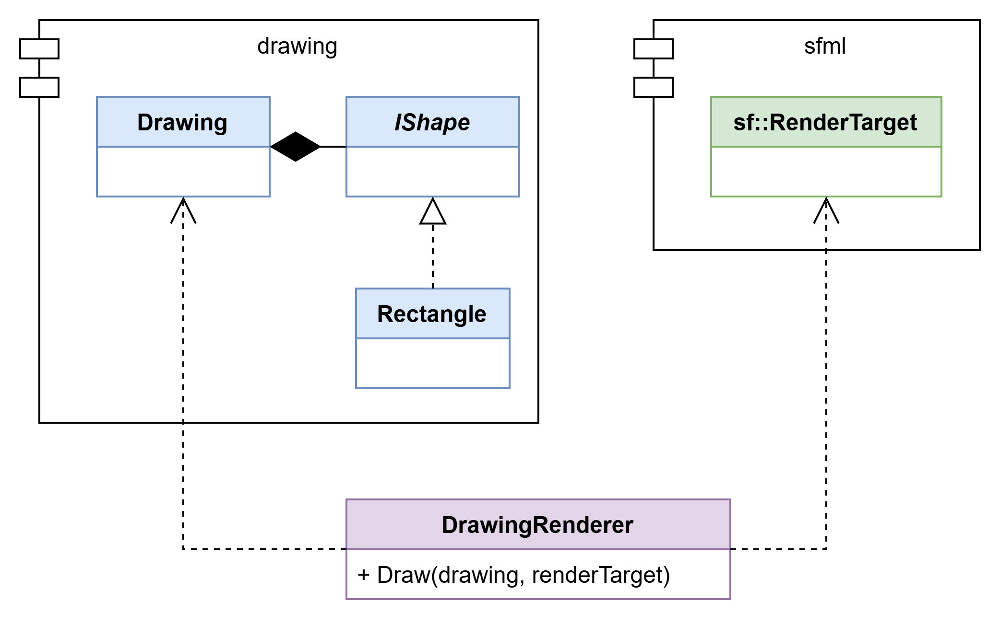 drawing
Drawing
IShape
Rectangle
sfml
sf::RenderTarget
DrawingRenderer
+ Draw(drawing, renderTarget)